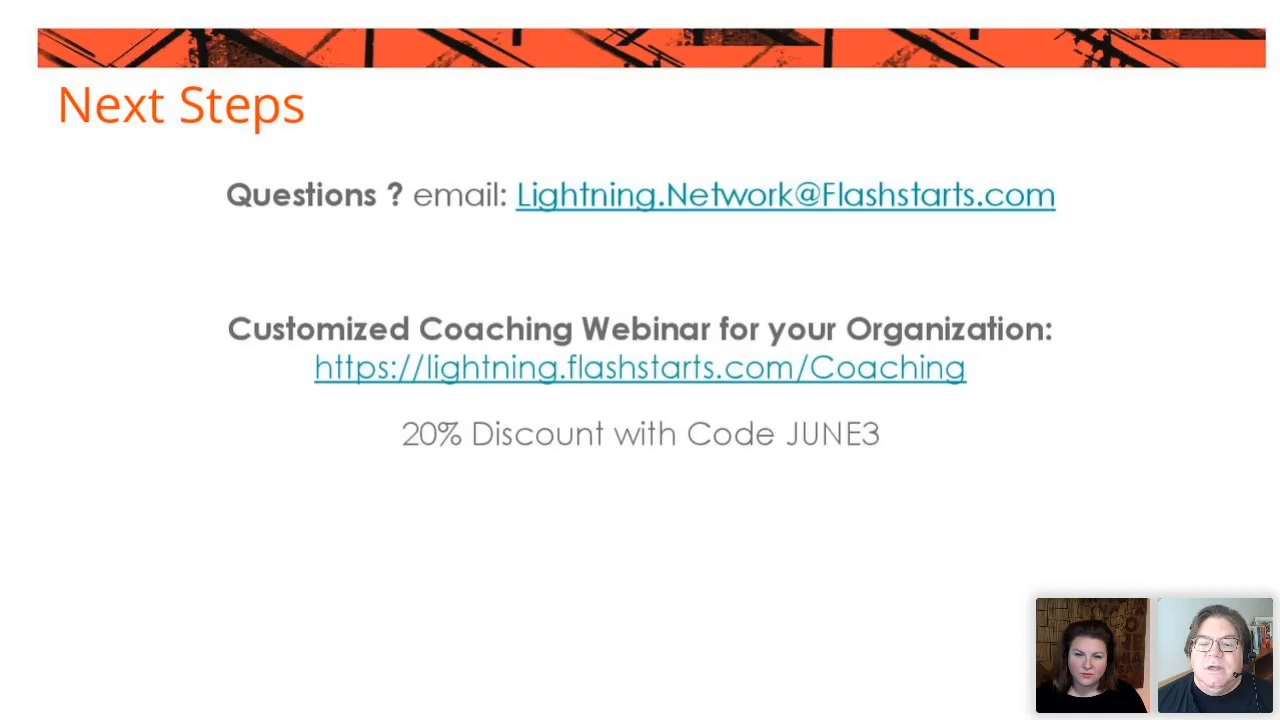 Next Steps
Questions ? email: Lightning.Network@Flashstarts.com
Customized Coaching Webinar for your Organization:
https://lightning.flashstarts.com/Coaching
20% Discount with Code JUNE3